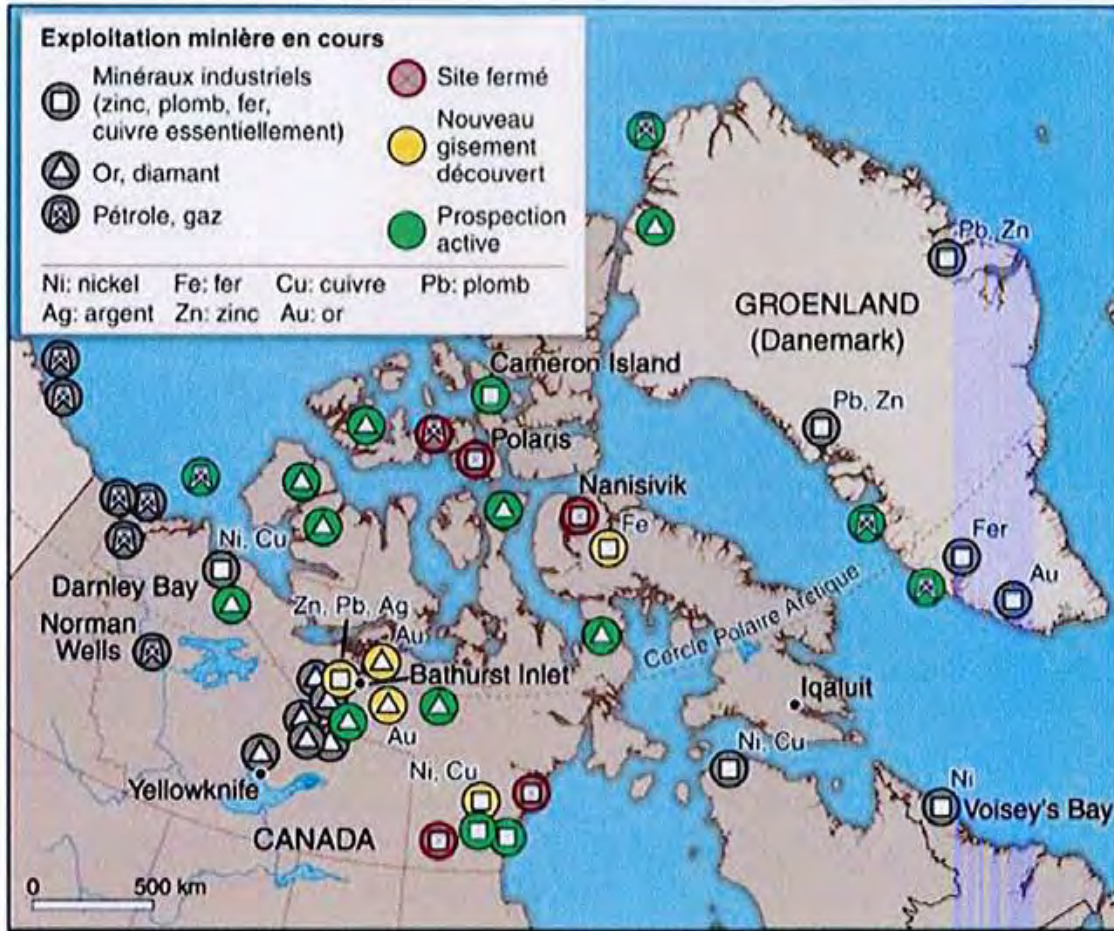 Exploitation minière en cours
Minéraux industriels
(zinc, plomb, fer,
cuivre essentiellement)
Or, diamant
Pétrole, gaz
Site fermé
Nouveau
gisement
découvert
Prospection
active
Ni: nickel Fe: fer Cu: cuivre Pb: plomb
Ag: argent Zn: zinc Au: or
Pb, Zn
GROENLAND
(Danemark)
Cameron Island
Pb, Zn
Polaris
Nanisivik
Fe
Fer
Au
Ni, Cu
Darnley Bay
Zn, Pb, Ag
Au
Cercle Polaire Arctique
Norman
Wells
Bathurst Inlet
Iqaluit
Au
Ni, Cu
Ni, Cu
Ni
Yellowknife
Voisey's Bay
CANADA
0 500 km